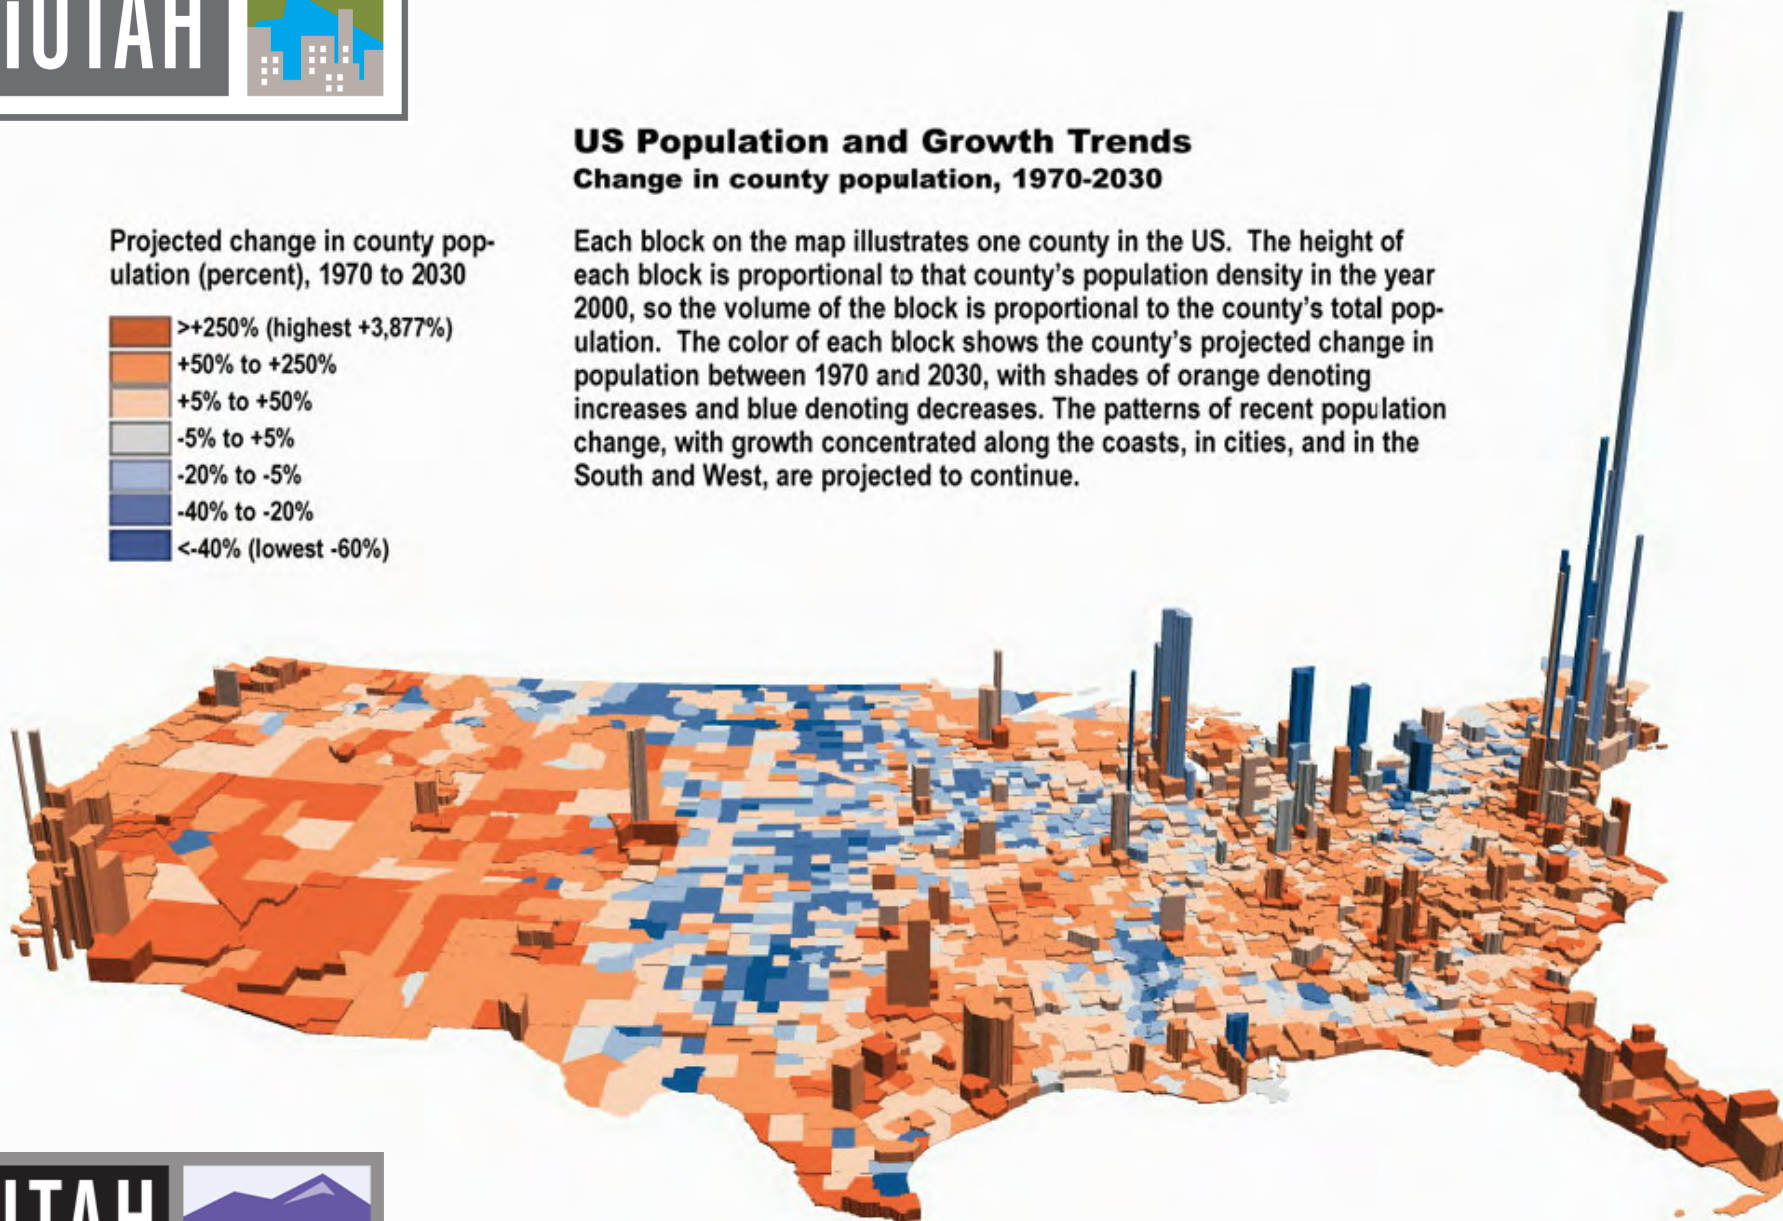 iUTAH
US Population and Growth Trends
Change in county population, 1970-2030
Projected change in county pop-
ulation (percent), 1970 to 2030
>+250% (highest +3,877%)
+50% to +250%
+5% to +50%
-5% to +5%
-20% to -5%
-40% to -20%
<-40% (lowest -60%)
Each block on the map illustrates one county in the US. The height of
each block is proportional to that county's population density in the year
2000, so the volume of the block is proportional to the county's total pop-
ulation. The color of each block shows the county's projected change in
population between 1970 and 2030, with shades of orange denoting
increases and blue denoting decreases. The patterns of recent population
change, with growth concentrated along the coasts, in cities, and in the
South and West, are projected to continue.
UTAH